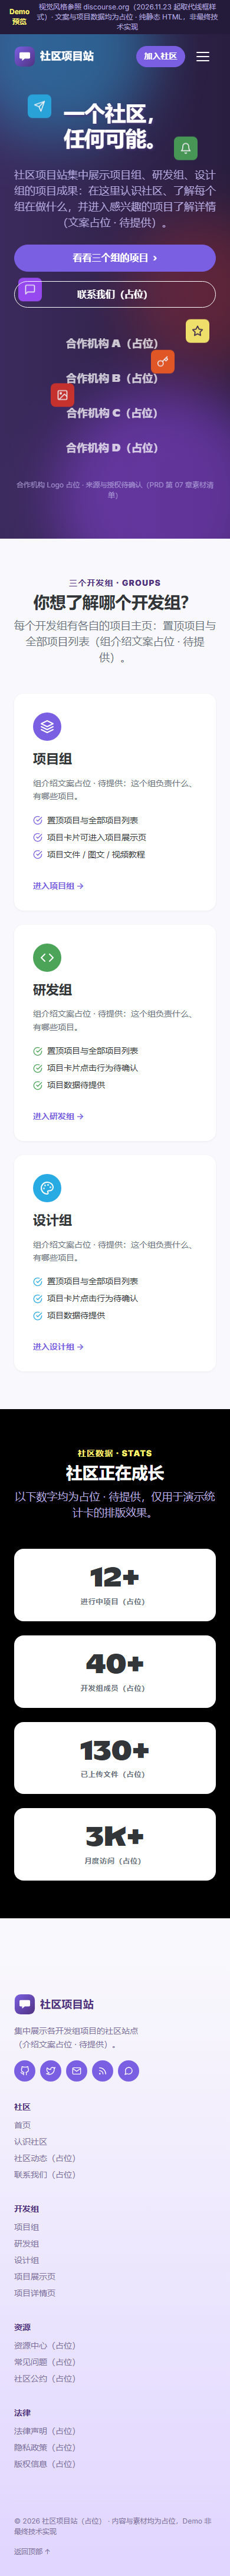 Demo
预览
视觉风格参照 discourse.org（2026.11.23 起取代线框样
式）· 文案与项目数据均为占位 · 纯静态 HTML，非最终技
术实现
社区项目站
加入社区
一个社区，
任何可能。
社区项目站集中展示项目组、研发组、设计
组的项目成果：在这里认识社区、了解每个
组在做什么，并进入感兴趣的项目了解详情
（文案占位 · 待提供）。
看看三个组的项目 ›
联系我们（占位）
合作机构 A（占位）
合作机构 B（占位）
合作机构 C（占位）
合作机构 D（占位）
合作机构 Logo 占位 · 来源与授权待确认（PRD 第 07 章素材清
单）
三个开发组 · GROUPS
你想了解哪个开发组？
每个开发组有各自的项目主页：置顶项目与
全部项目列表（组介绍文案占位 · 待提
供）。
项目组
组介绍文案占位 · 待提供：这个组负责什么、
有哪些项目。
置顶项目与全部项目列表
项目卡片可进入项目展示页
项目文件 / 图文 / 视频教程
进入项目组 →
研发组
组介绍文案占位 · 待提供：这个组负责什么、
有哪些项目。
置顶项目与全部项目列表
项目卡片点击行为待确认
项目数据待提供
进入研发组 →
设计组
组介绍文案占位 · 待提供：这个组负责什么、
有哪些项目。
置顶项目与全部项目列表
项目卡片点击行为待确认
项目数据待提供
进入设计组 →
社区数据 · STATS
社区正在成长
以下数字均为占位 · 待提供，仅用于演示统
计卡的排版效果。
12+
进行中项目（占位）
40+
开发组成员（占位）
130+
已上传文件（占位）
3K+
月度访问（占位）
社区项目站
集中展示各开发组项目的社区站点
（介绍文案占位 · 待提供）。
社区
首页
认识社区
社区动态（占位）
联系我们（占位）
开发组
项目组
研发组
设计组
项目展示页
项目详情页
资源
资源中心（占位）
常见问题（占位）
社区公约（占位）
法律
法律声明（占位）
隐私政策（占位）
版权信息（占位）
© 2026 社区项目站（占位） · 内容与素材均为占位，Demo 非
最终技术实现
返回顶部 ↑